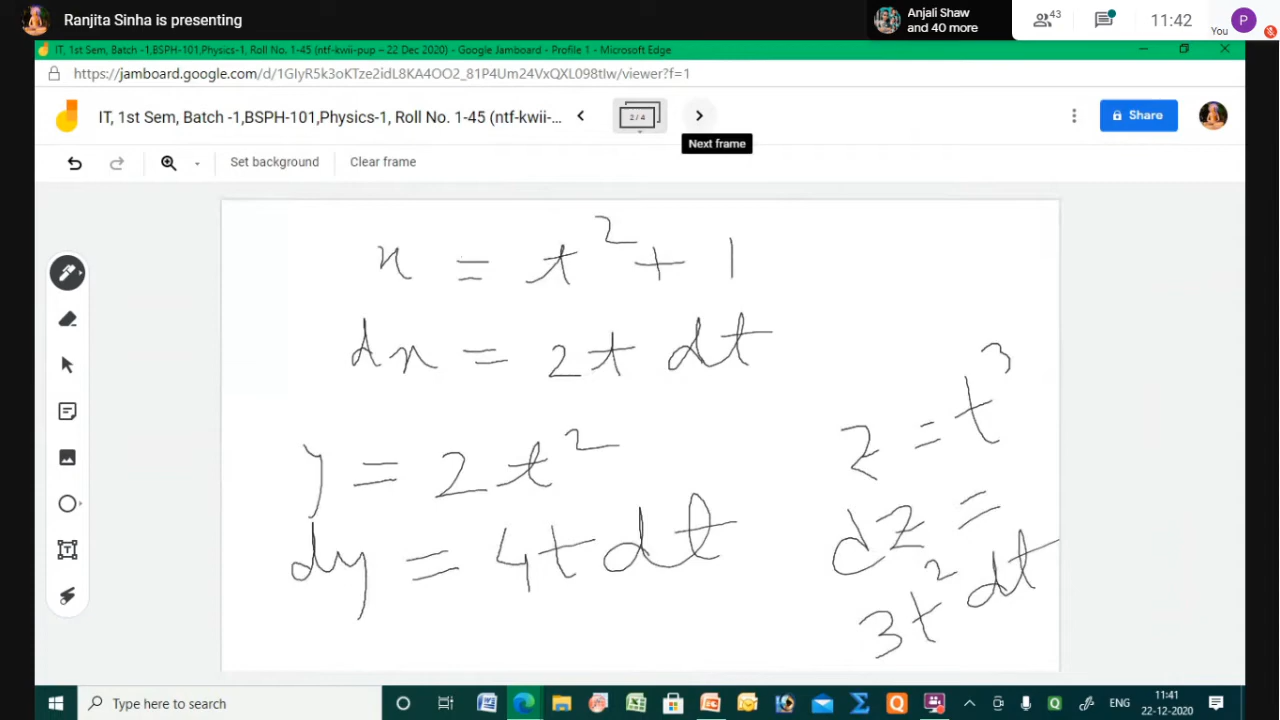 Ranjita Sinha is presenting
Anjali Shaw
and 40 more
43
11:42
P
You
IT, 1st Sem, Batch -1,BSPH-101,Physics-1, Roll No. 1-45 (ntf-kwii-pup – 22 Dec 2020) - Google Jamboard - Profile 1 - Microsoft Edge
https://jamboard.google.com/d/1GIyR5k3oKTze2idL8KA4OO2_81P4Um24VxQXL098tIw/viewer?f=1
IT, 1st Sem, Batch -1,BSPH-101,Physics-1, Roll No. 1-45 (ntf-kwii-...
2 / 4
Share
Next frame
Set background
Clear frame
x = t² + 1
dx = 2t dt
y = 2t²
dy = 4t dt
z = t³
dz =
3t² dt
Type here to search
ENG
11:41
22-12-2020